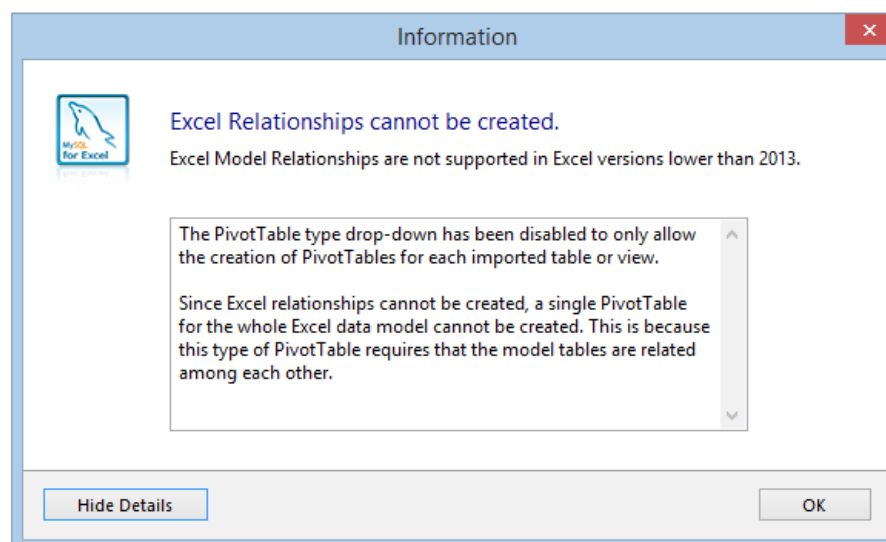 Information
MySQL
for Excel
Excel Relationships cannot be created.
Excel Model Relationships are not supported in Excel versions lower than 2013.
The PivotTable type drop-down has been disabled to only allow
the creation of PivotTables for each imported table or view.
Since Excel relationships cannot be created, a single PivotTable
for the whole Excel data model cannot be created. This is because
this type of PivotTable requires that the model tables are related
among each other.
Hide Details
OK